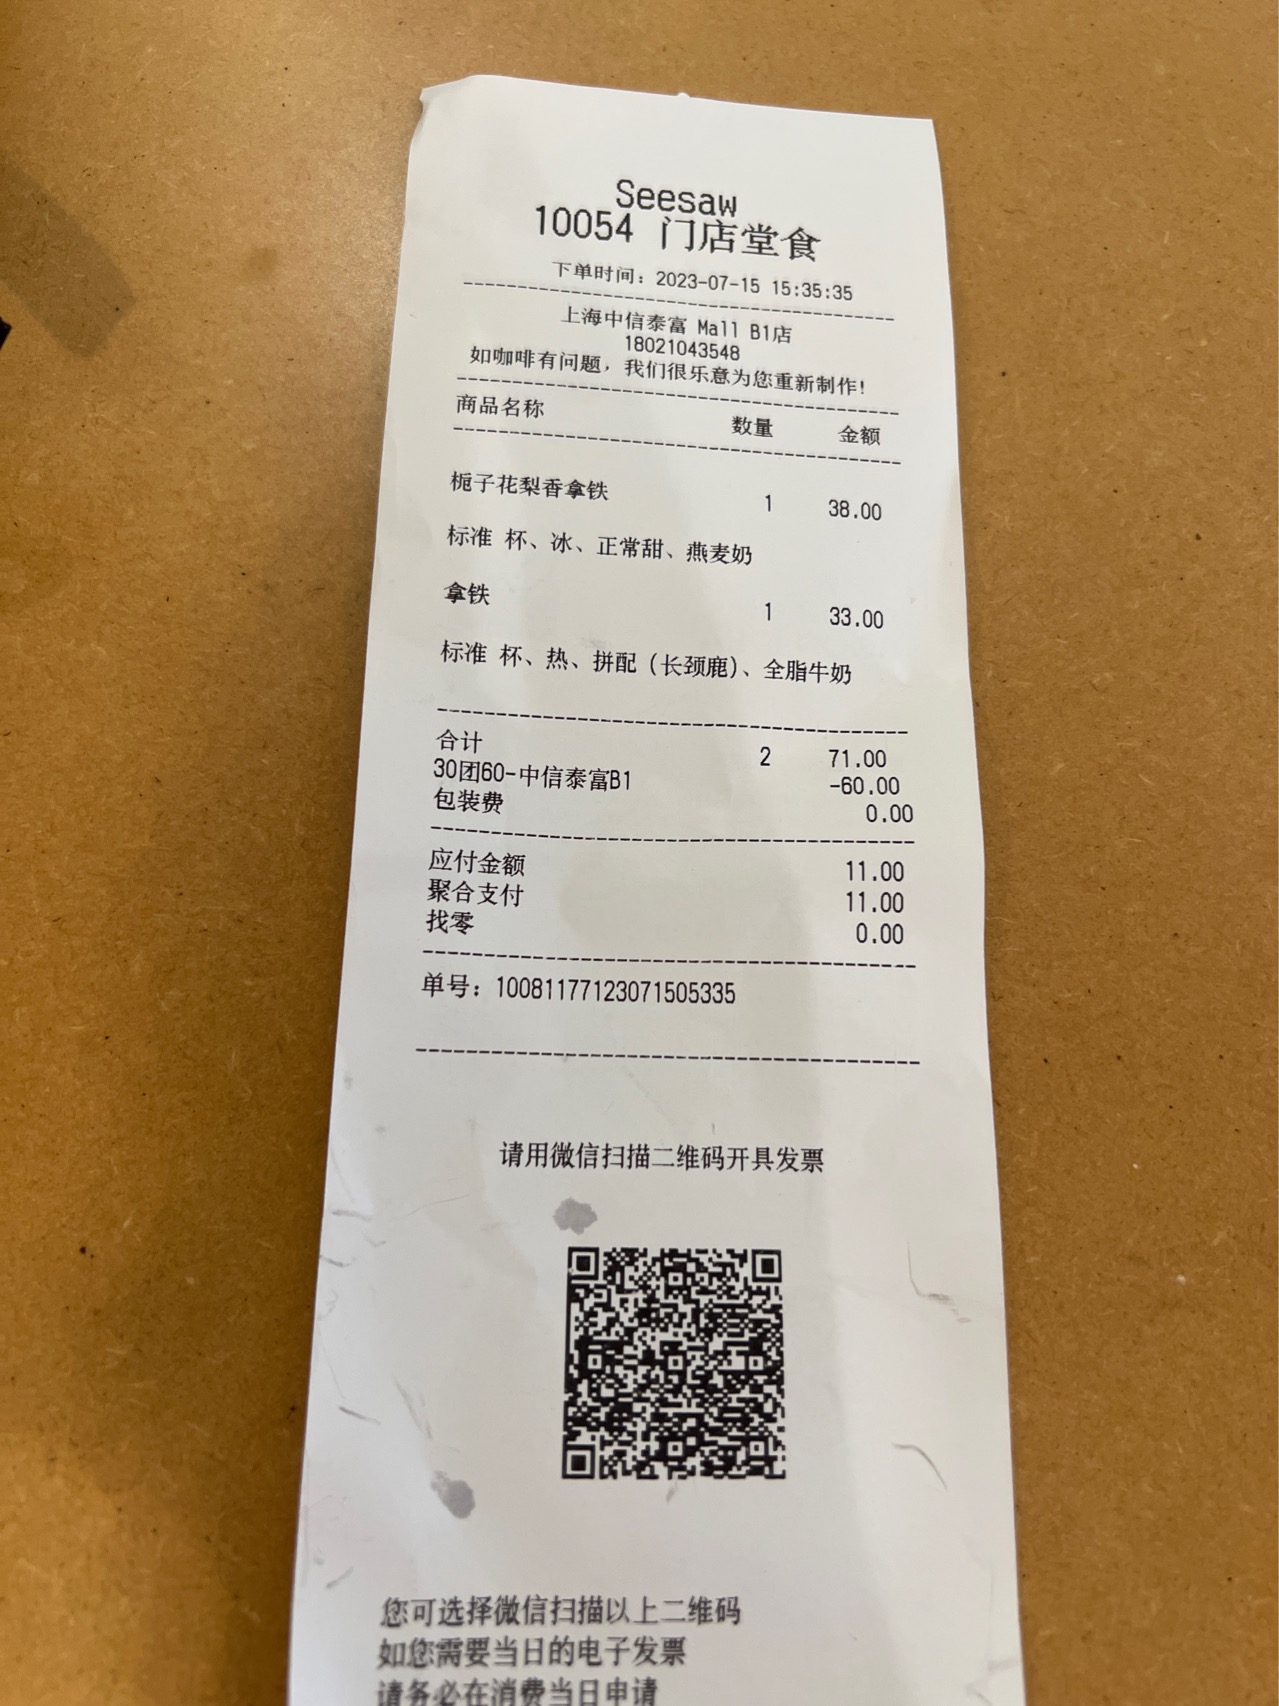 Seesaw
10054 门店堂食
下单时间：2023-07-15 15:35:35
上海中信泰富 Mall B1店
18021043548
如咖啡有问题，我们很乐意为您重新制作！
商品名称 数量 金额
栀子花梨香拿铁 1 38.00
标准 杯、冰、正常甜、燕麦奶
拿铁 1 33.00
标准 杯、热、拼配（长颈鹿）、全脂牛奶
合计 2 71.00
30团60-中信泰富B1 -60.00
包装费 0.00
应付金额 11.00
聚合支付 11.00
找零 0.00
单号：10081177123071505335
请用微信扫描二维码开具发票
您可选择微信扫描以上二维码
如您需要当日的电子发票
请务必在消费当日申请